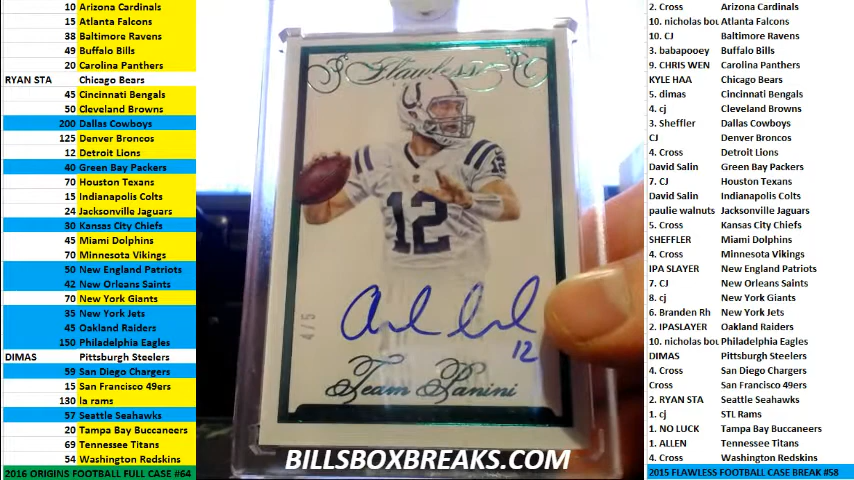 10 Arizona Cardinals
15 Atlanta Falcons
38 Baltimore Ravens
49 Buffalo Bills
20 Carolina Panthers
RYAN STA Chicago Bears
45 Cincinnati Bengals
50 Cleveland Browns
200 Dallas Cowboys
125 Denver Broncos
12 Detroit Lions
40 Green Bay Packers
70 Houston Texans
15 Indianapolis Colts
24 Jacksonville Jaguars
30 Kansas City Chiefs
45 Miami Dolphins
70 Minnesota Vikings
50 New England Patriots
42 New Orleans Saints
70 New York Giants
35 New York Jets
45 Oakland Raiders
150 Philadelphia Eagles
DIMAS Pittsburgh Steelers
59 San Diego Chargers
15 San Francisco 49ers
130 la rams
57 Seattle Seahawks
20 Tampa Bay Buccaneers
69 Tennessee Titans
54 Washington Redskins
2016 ORIGINS FOOTBALL FULL CASE #64
Flawless
12
12
4/5
12
Team Panini
BILLSBOXBREAKS.COM
2. Cross Arizona Cardinals
10. nicholas bou Atlanta Falcons
10. CJ Baltimore Ravens
3. babapooey Buffalo Bills
9. CHRIS WEN Carolina Panthers
KYLE HAA Chicago Bears
5. dimas Cincinnati Bengals
4. cj Cleveland Browns
3. Sheffler Dallas Cowboys
CJ Denver Broncos
4. Cross Detroit Lions
David Salin Green Bay Packers
7. CJ Houston Texans
David Salin Indianapolis Colts
paulie walnuts Jacksonville Jaguars
5. Cross Kansas City Chiefs
SHEFFLER Miami Dolphins
4. Cross Minnesota Vikings
IPA SLAYER New England Patriots
7. CJ New Orleans Saints
8. cj New York Giants
6. Branden Rh New York Jets
2. IPASLAYER Oakland Raiders
10. nicholas bou Philadelphia Eagles
DIMAS Pittsburgh Steelers
4. Cross San Diego Chargers
Cross San Francisco 49ers
2. RYAN STA Seattle Seahawks
1. cj STL Rams
1. NO LUCK Tampa Bay Buccaneers
1. ALLEN Tennessee Titans
4. Cross Washington Redskins
2015 FLAWLESS FOOTBALL CASE BREAK #58